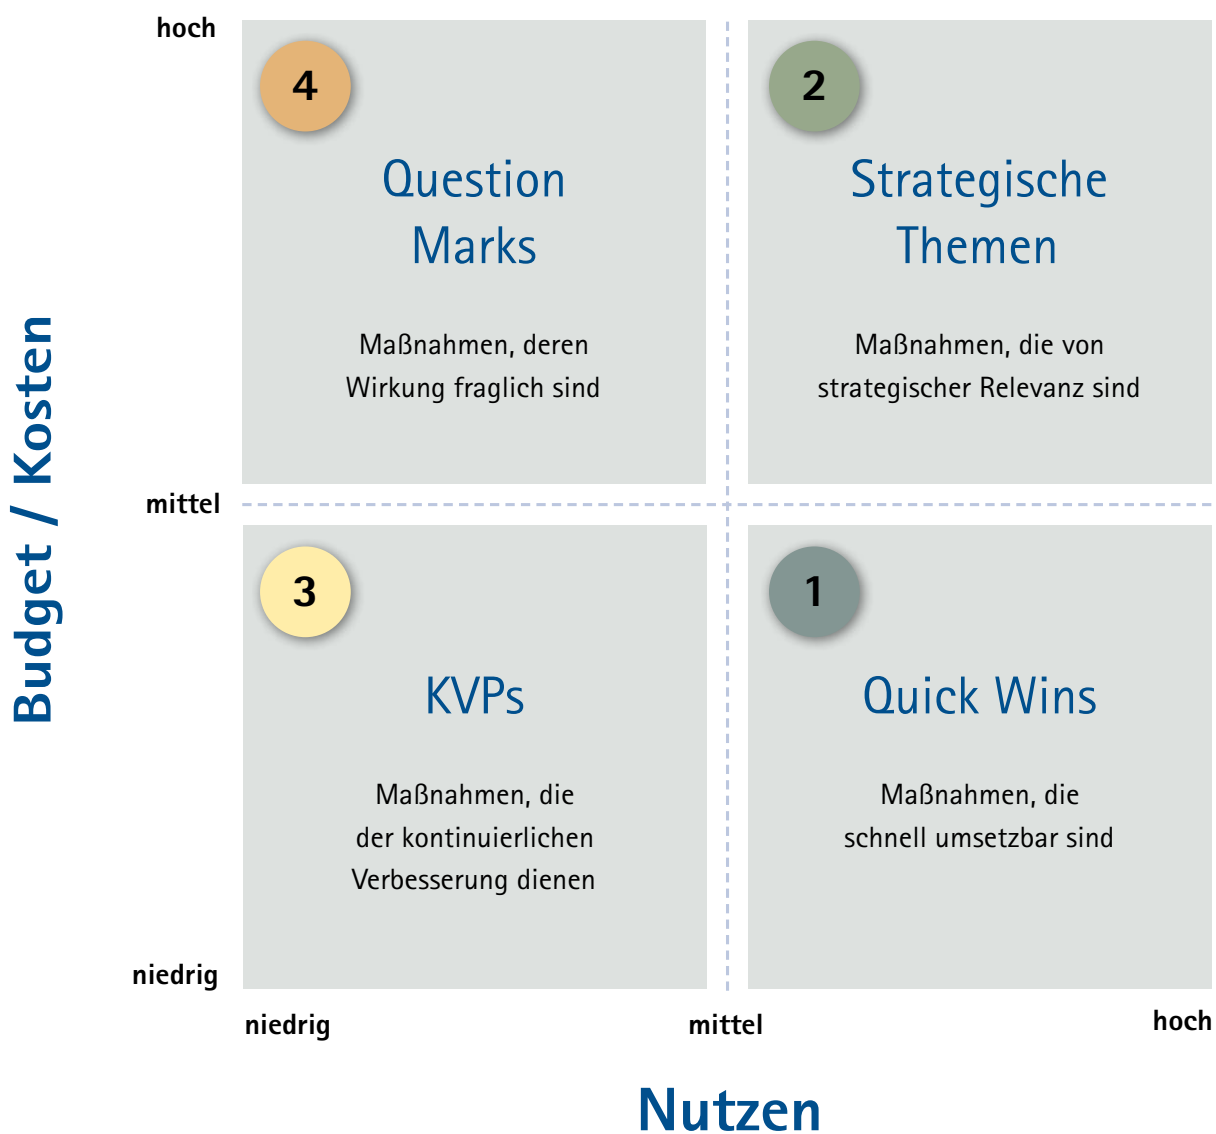 hoch
4
Question
Marks
Maßnahmen, deren
Wirkung fraglich sind
2
Strategische
Themen
Maßnahmen, die von
strategischer Relevanz sind
Budget / Kosten
mittel
3
KVPs
Maßnahmen, die
der kontinuierlichen
Verbesserung dienen
1
Quick Wins
Maßnahmen, die
schnell umsetzbar sind
niedrig
niedrig
mittel
hoch
Nutzen